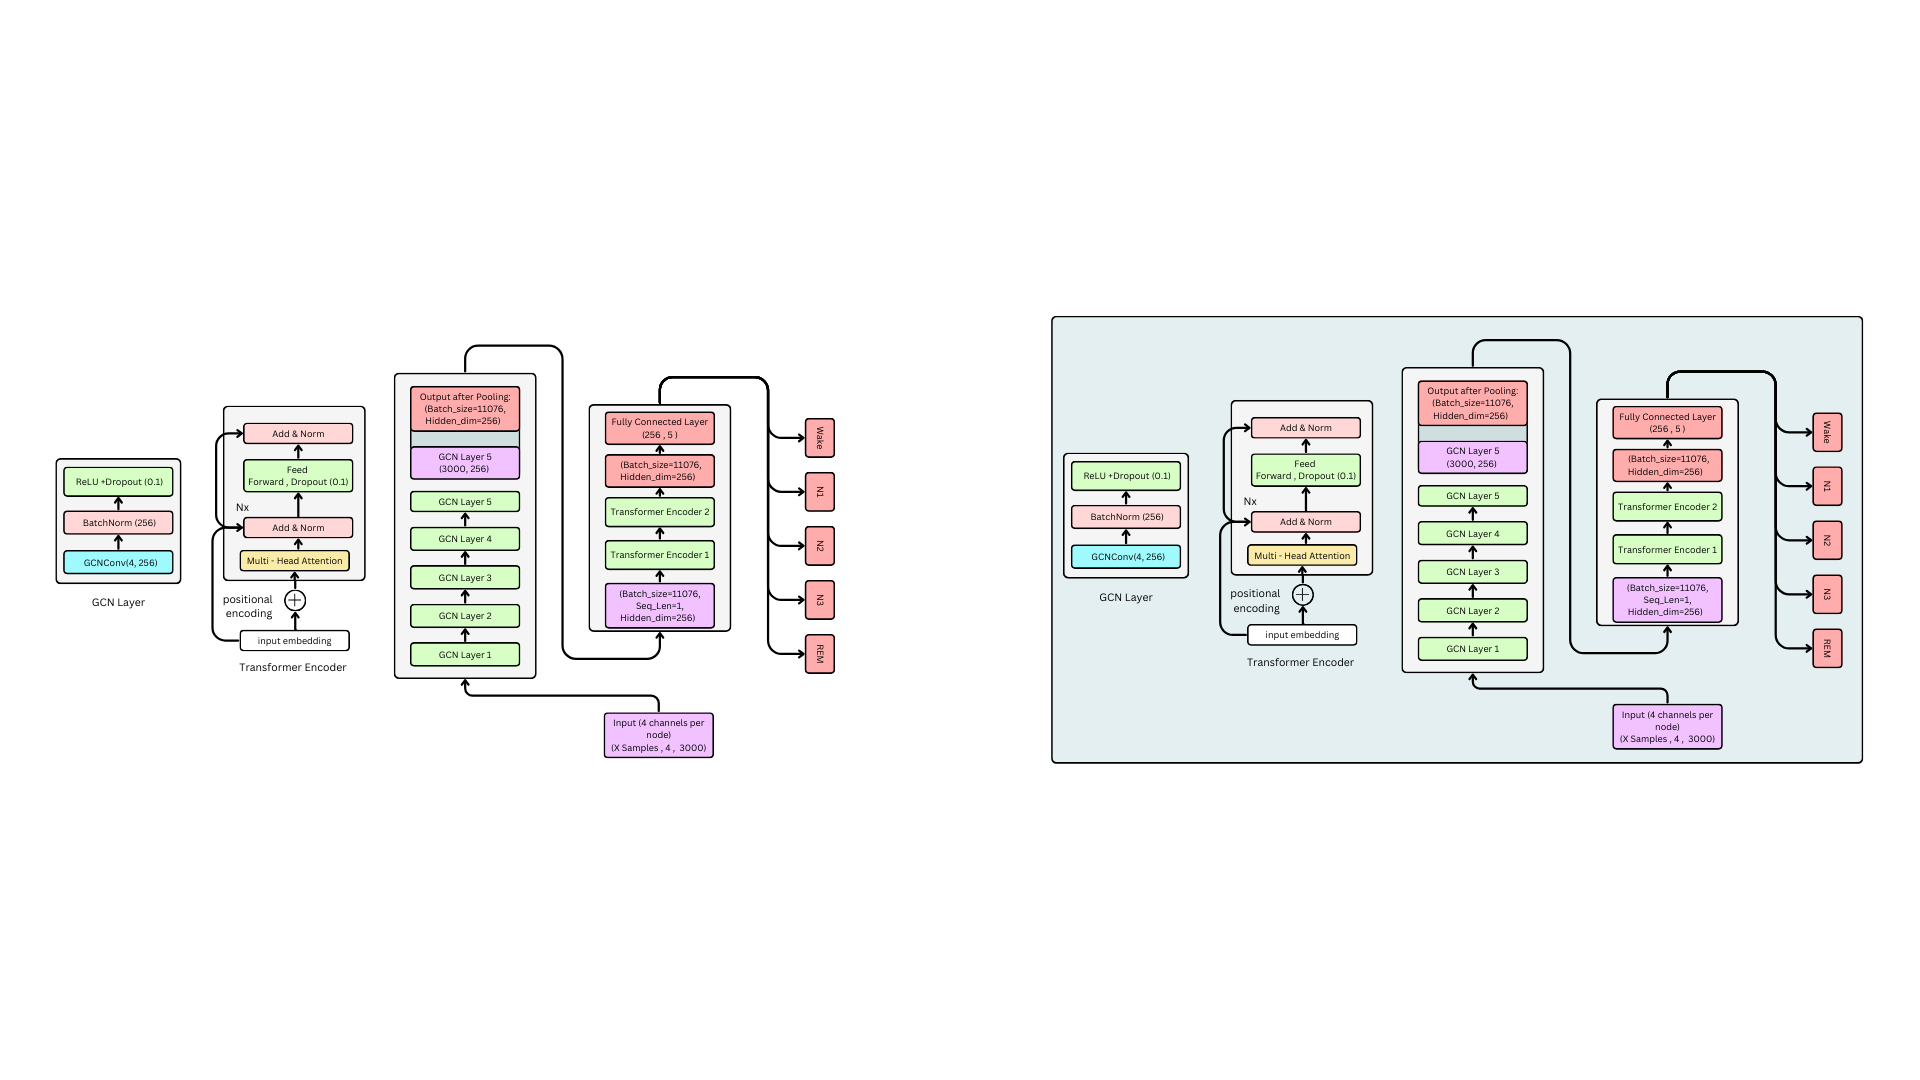 ReLU +Dropout (0.1)
BatchNorm (256)
GCNConv(4, 256)
GCN Layer
Add & Norm
Feed
Forward , Dropout (0.1)
Nx
Add & Norm
Multi - Head Attention
positional
encoding
input embedding
Transformer Encoder
Output after Pooling:
(Batch_size=11076,
Hidden_dim=256)
GCN Layer 5
(3000, 256)
GCN Layer 5
GCN Layer 4
GCN Layer 3
GCN Layer 2
GCN Layer 1
Fully Connected Layer
(256 , 5 )
(Batch_size=11076,
Hidden_dim=256)
Transformer Encoder 2
Transformer Encoder 1
(Batch_size=11076,
Seq_Len=1,
Hidden_dim=256)
Input (4 channels per
node)
(X Samples , 4 , 3000)
Wake
N1
N2
N3
REM
ReLU +Dropout (0.1)
BatchNorm (256)
GCNConv(4, 256)
GCN Layer
Add & Norm
Feed
Forward , Dropout (0.1)
Nx
Add & Norm
Multi - Head Attention
positional
encoding
input embedding
Transformer Encoder
Output after Pooling:
(Batch_size=11076,
Hidden_dim=256)
GCN Layer 5
(3000, 256)
GCN Layer 5
GCN Layer 4
GCN Layer 3
GCN Layer 2
GCN Layer 1
Fully Connected Layer
(256 , 5 )
(Batch_size=11076,
Hidden_dim=256)
Transformer Encoder 2
Transformer Encoder 1
(Batch_size=11076,
Seq_Len=1,
Hidden_dim=256)
Input (4 channels per
node)
(X Samples , 4 , 3000)
Wake
N1
N2
N3
REM